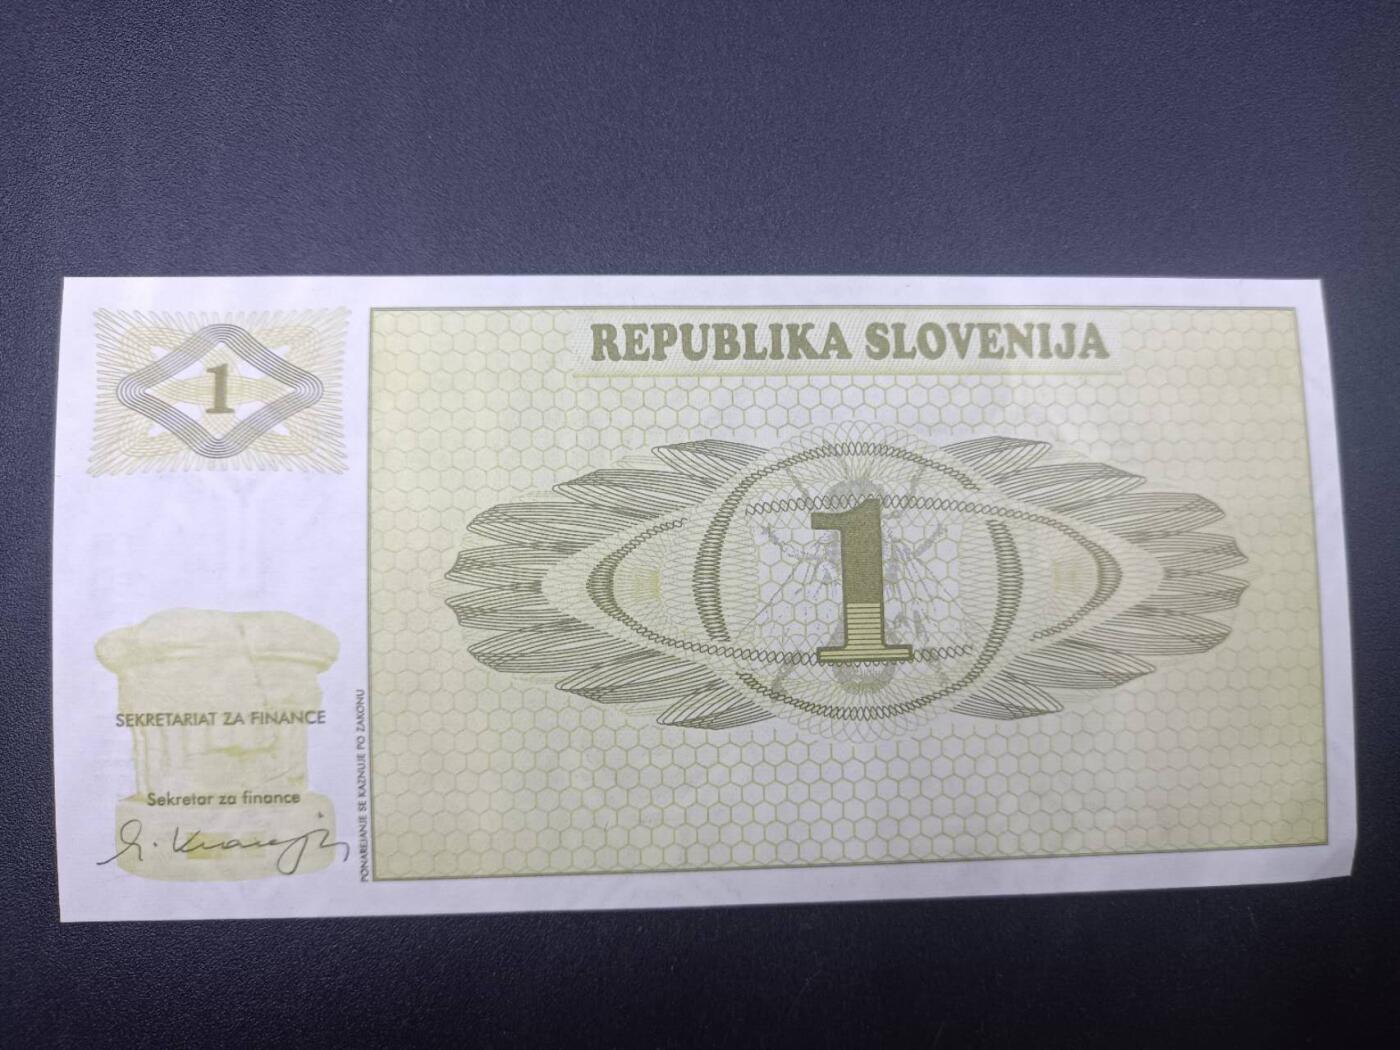 1
REPUBLIKA SLOVENIJA
1
SEKRETARIAT ZA FINANCE
Sekretar za finance
PONAREJANJE SE KAZNUJE PO ZAKONU